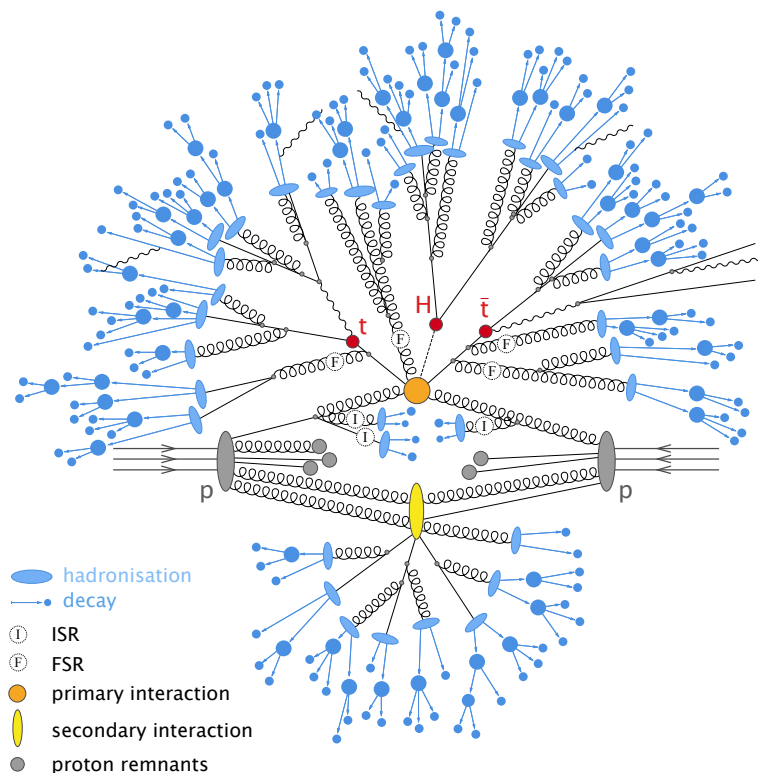 H
t̄
t
F
F
F
F
I
I
I
p
p
hadronisation
decay
I ISR
F FSR
primary interaction
secondary interaction
proton remnants